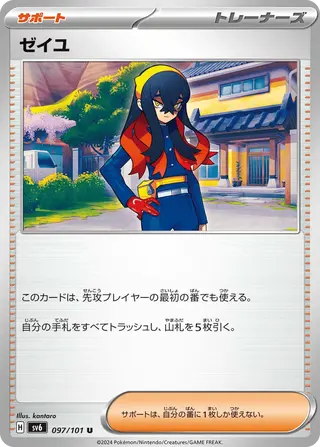 サポート
トレーナーズ
ゼイユ
このカードは、先攻プレイヤーの最初の番でも使える。
自分の手札をすべてトラッシュし、山札を5枚引く。
Illus. kantaro
H sv6 097/101 U
サポートは、自分の番に1枚しか使えない。
©2024 Pokémon/Nintendo/Creatures/GAME FREAK.